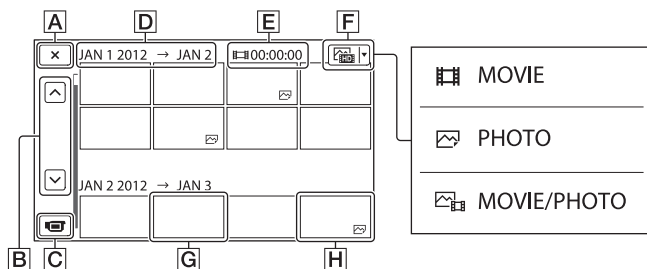 A D E F
× JAN 1 2012 → JAN 2 00:00:00
MOVIE
PHOTO
MOVIE/PHOTO
JAN 2 2012 → JAN 3
B C G H